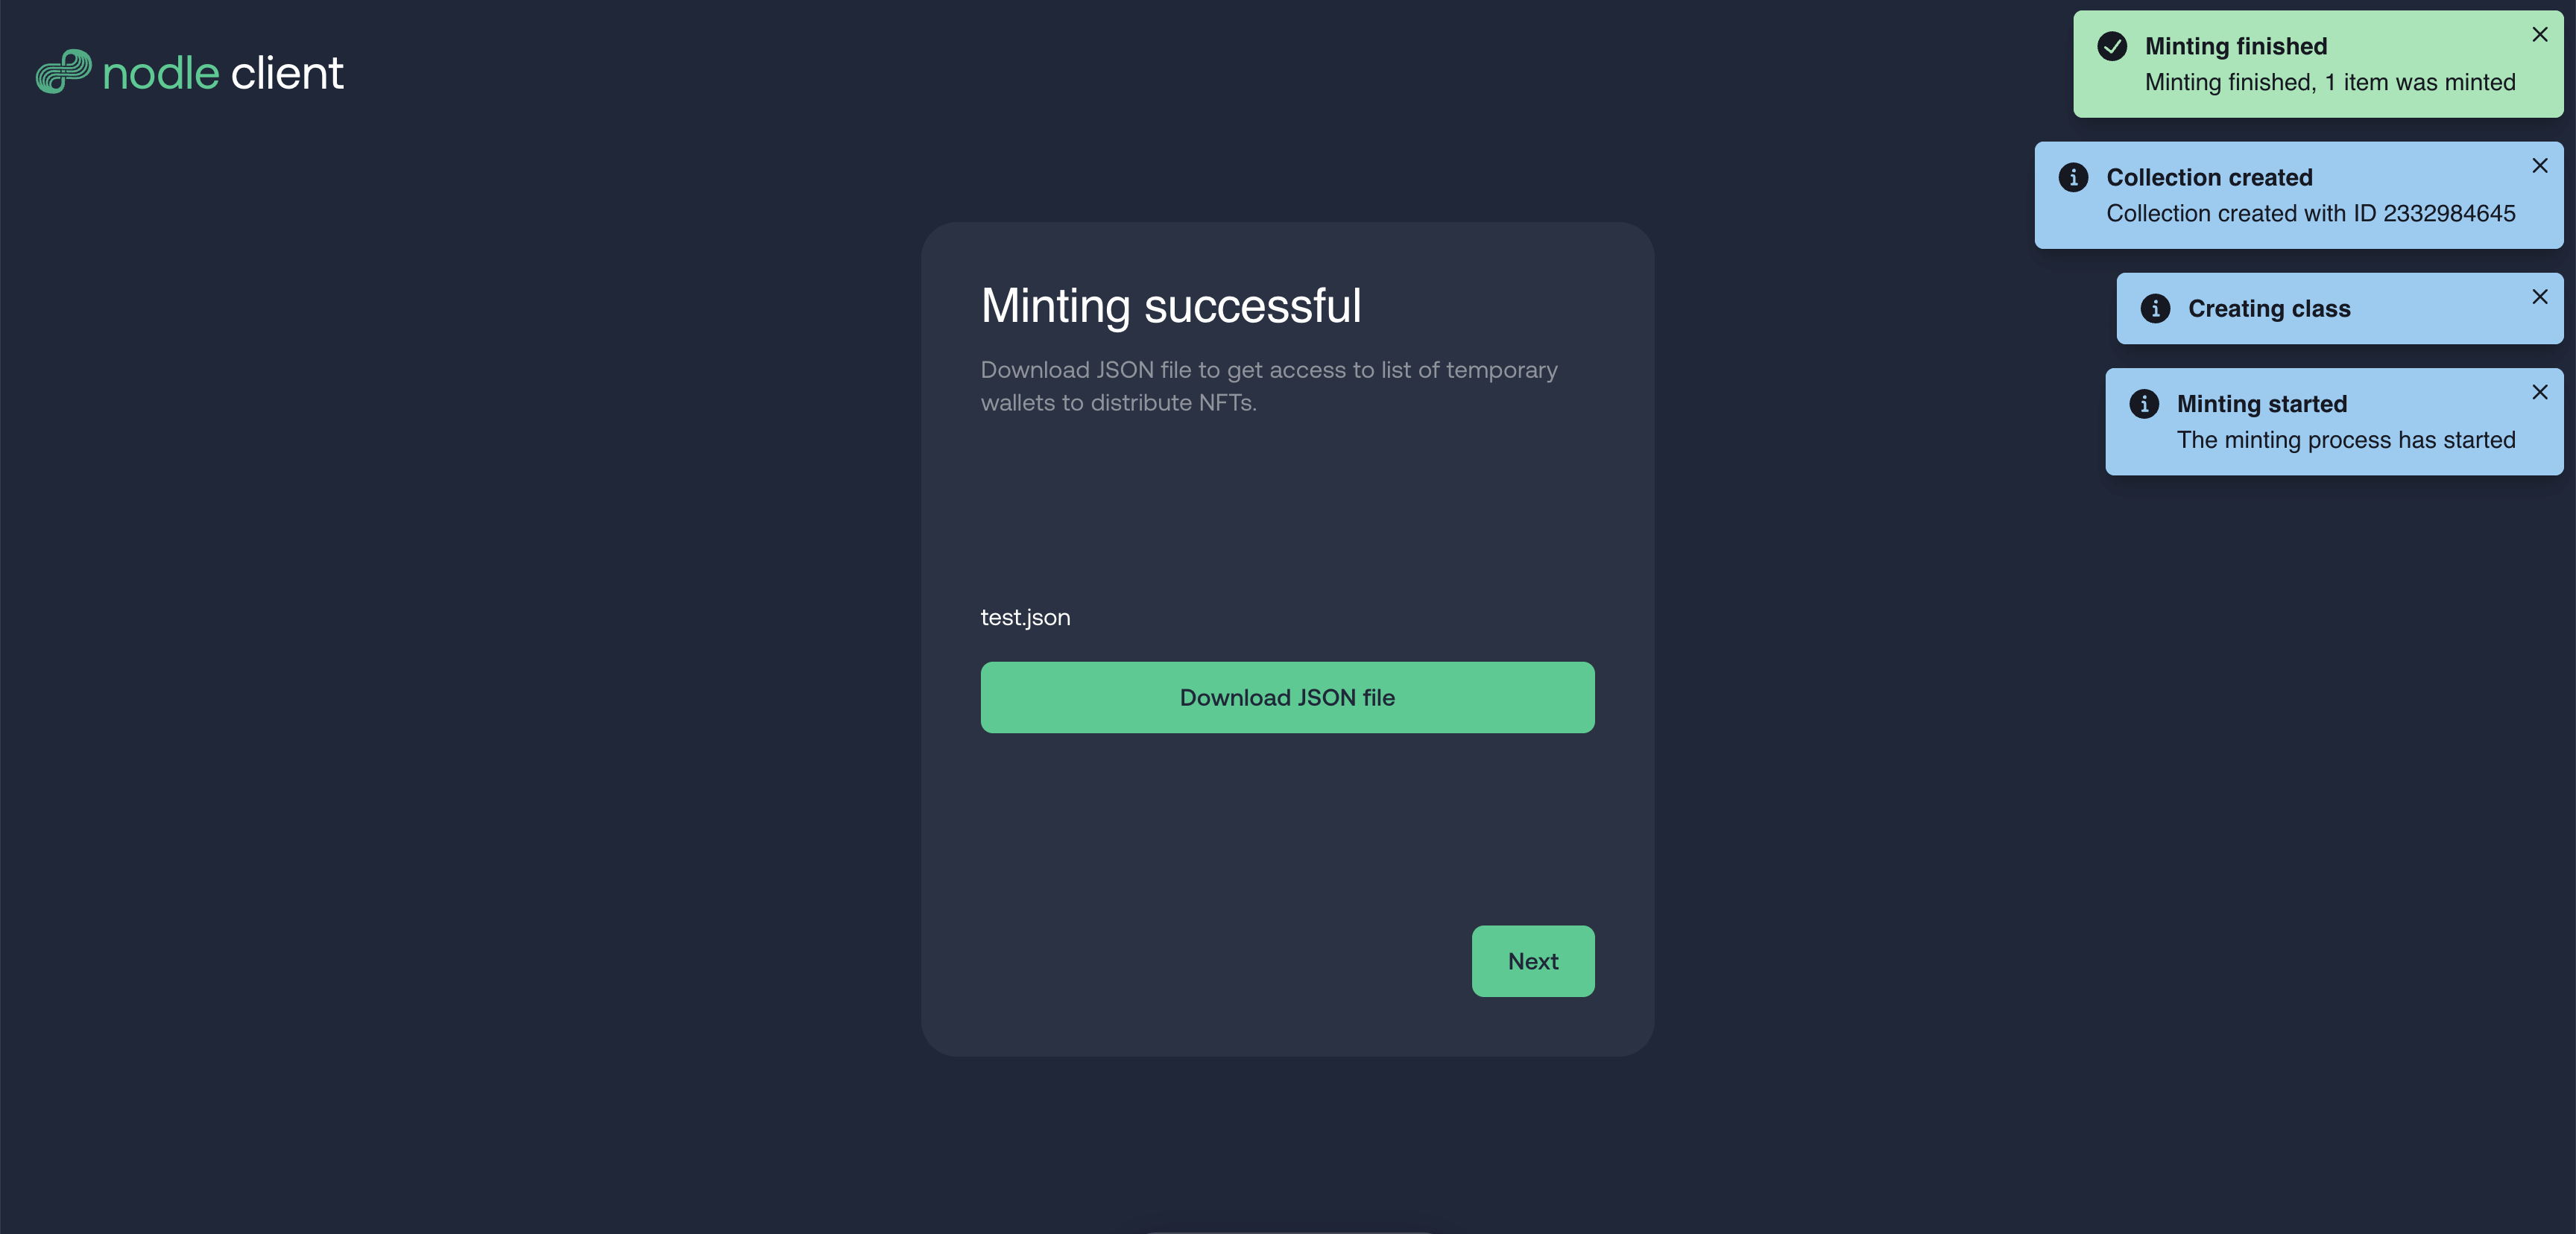 nodle client
Minting finished
Minting finished, 1 item was minted
Collection created
Collection created with ID 2332984645
Creating class
Minting started
The minting process has started
Minting successful
Download JSON file to get access to list of temporary
wallets to distribute NFTs.
test.json
Download JSON file
Next